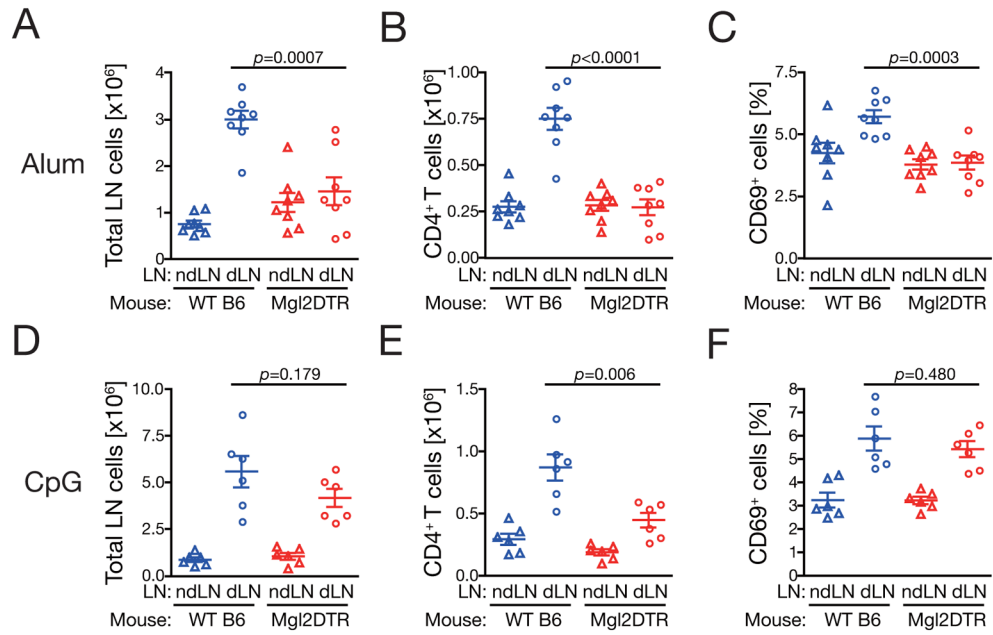 A
B
C
Alum
Total LN cells [x10⁶]
4
3
2
1
0
p=0.0007
CD4⁺ T cells [x10⁶]
1.00
0.75
0.50
0.25
0.00
p<0.0001
CD69⁺ cells [%]
7.5
5.0
2.5
0.0
p=0.0003
LN: ndLN dLN ndLN dLN
Mouse: WT B6 Mgl2DTR
LN: ndLN dLN ndLN dLN
Mouse: WT B6 Mgl2DTR
LN: ndLN dLN ndLN dLN
Mouse: WT B6 Mgl2DTR
D
E
F
CpG
Total LN cells [x10⁶]
10.0
7.5
5.0
2.5
0.0
p=0.179
CD4⁺ T cells [x10⁶]
1.5
1.0
0.5
0.0
p=0.006
CD69⁺ cells [%]
8
7
6
5
4
3
2
1
0
p=0.480
LN: ndLN dLN ndLN dLN
Mouse: WT B6 Mgl2DTR
LN: ndLN dLN ndLN dLN
Mouse: WT B6 Mgl2DTR
LN: ndLN dLN ndLN dLN
Mouse: WT B6 Mgl2DTR